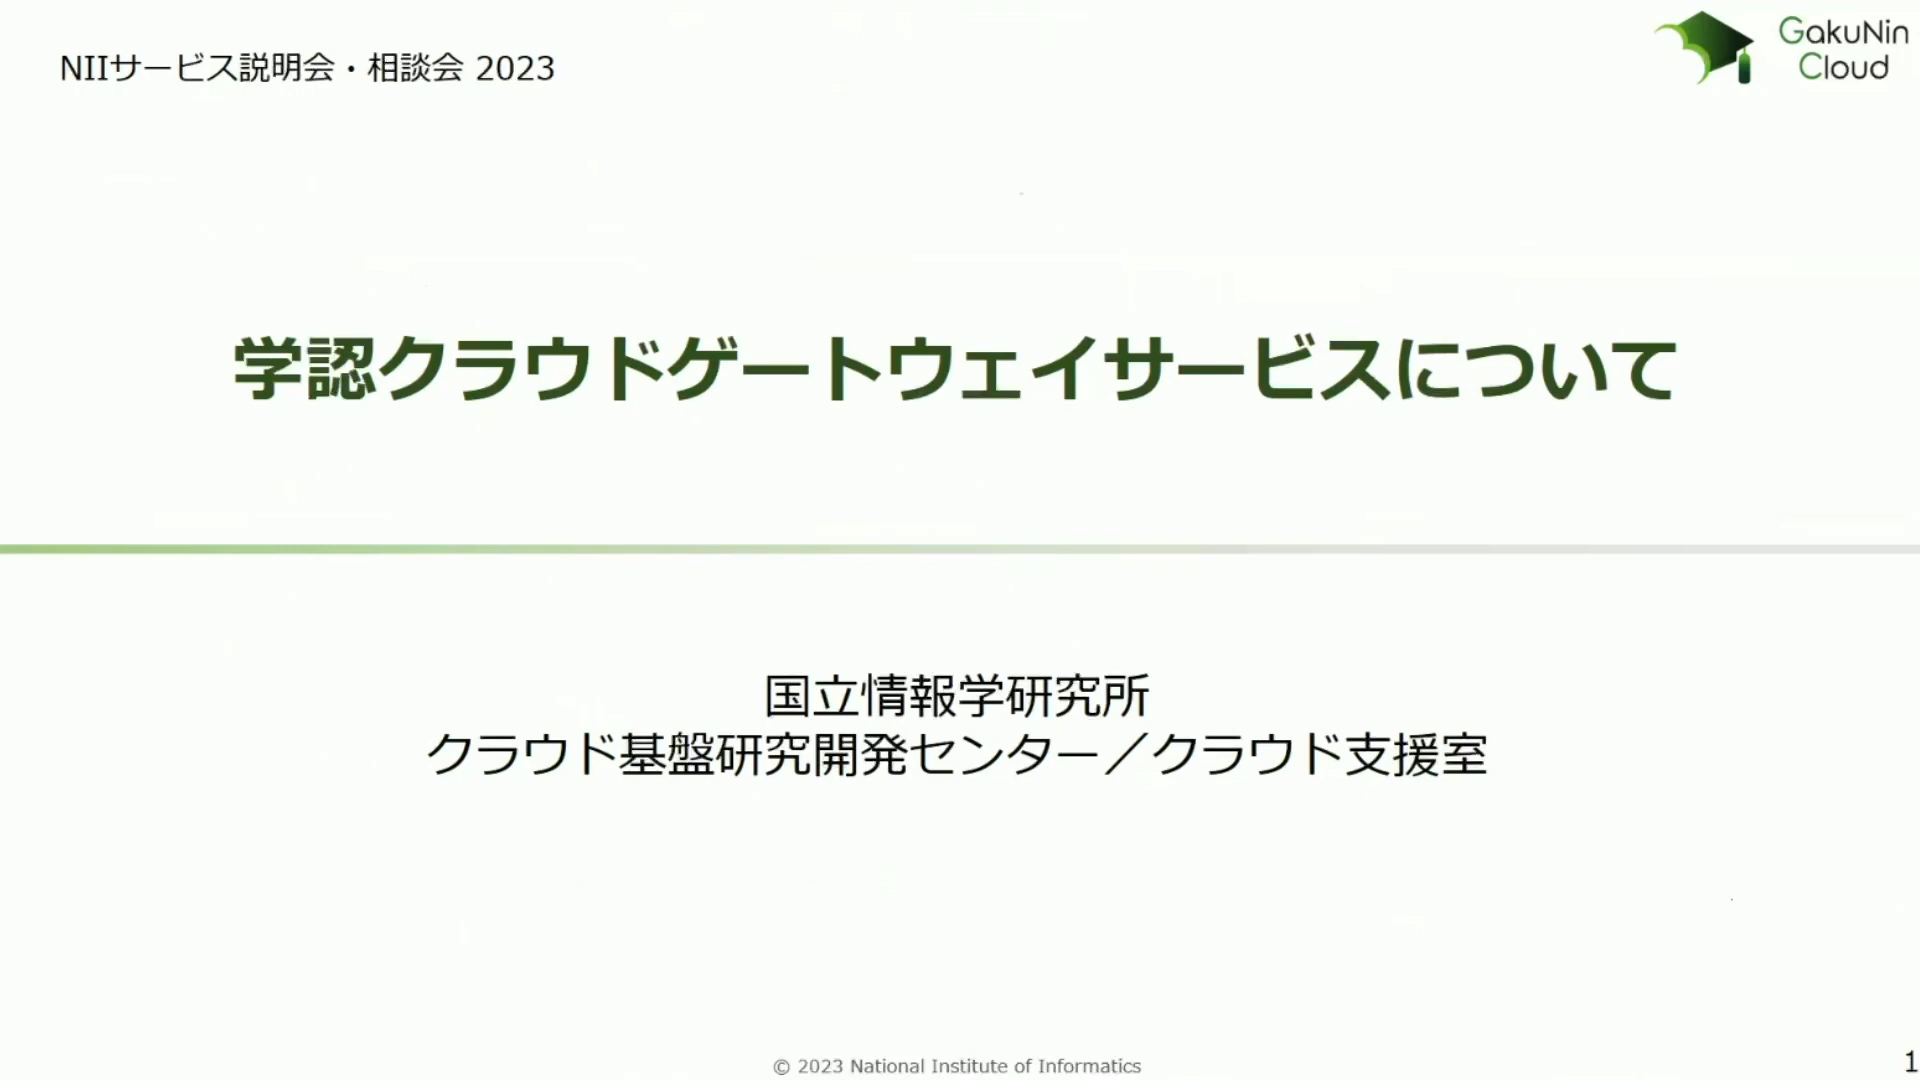 NIIサービス説明会・相談会 2023
GakuNin
Cloud
学認クラウドゲートウェイサービスについて
国立情報学研究所
クラウド基盤研究開発センター／クラウド支援室
© 2023 National Institute of Informatics
1